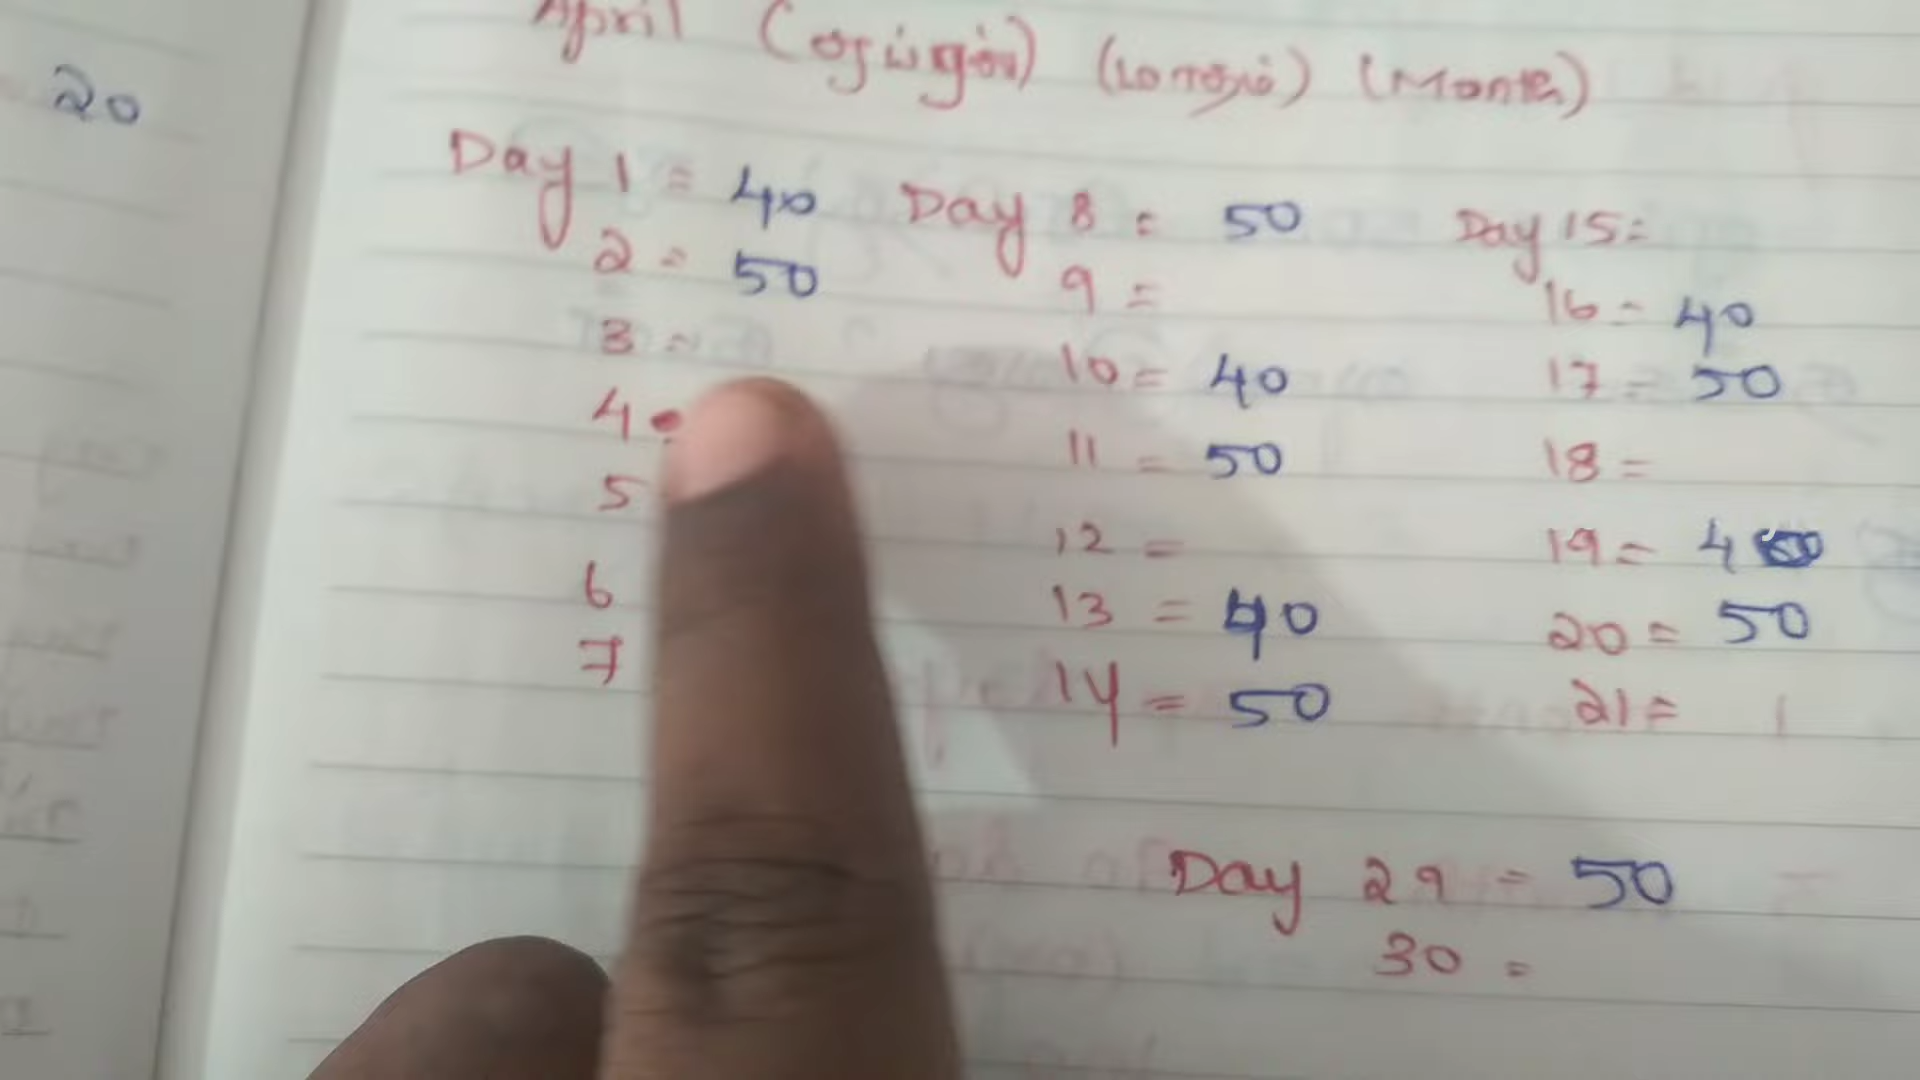 20
April (ஏப்ரல்) (மாதம்) (Month)
Day 1 = 40
2 = 50
3 =
4
5
6
7
Day 8 = 50
9 =
10 = 40
11 = 50
12 =
13 = 40
14 = 50
Day 15 =
16 = 40
17 = 50
18 =
19 = 40
20 = 50
21 =
Day 29 = 50
30 =